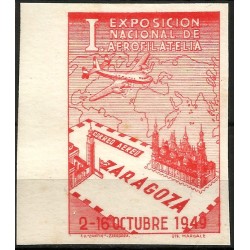 I EXPOSICION
NACIONAL DE
AEROFILATELIA
CORREO AEREO
ZARAGOZA
2-16 OCTUBRE 1949